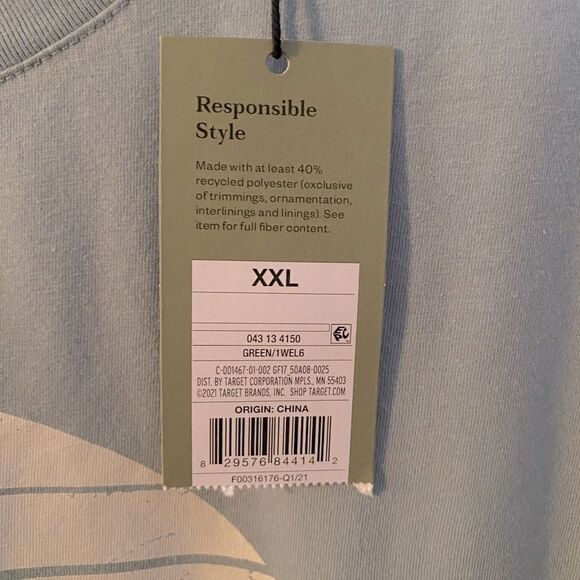 Responsible
Style
Made with at least 40%
recycled polyester (exclusive
of trimmings, ornamentation,
interlinings and linings). See
item for full fiber content.
XXL
043 13 4150
GREEN/1WEL6
C-001467-01-002 GF17_50A08-0025
DIST. BY TARGET CORPORATION MPLS., MN 55403
©2021 TARGET BRANDS, INC. SHOP TARGET.COM
ORIGIN: CHINA
8 29576 84414 2
F00316176-Q1/21